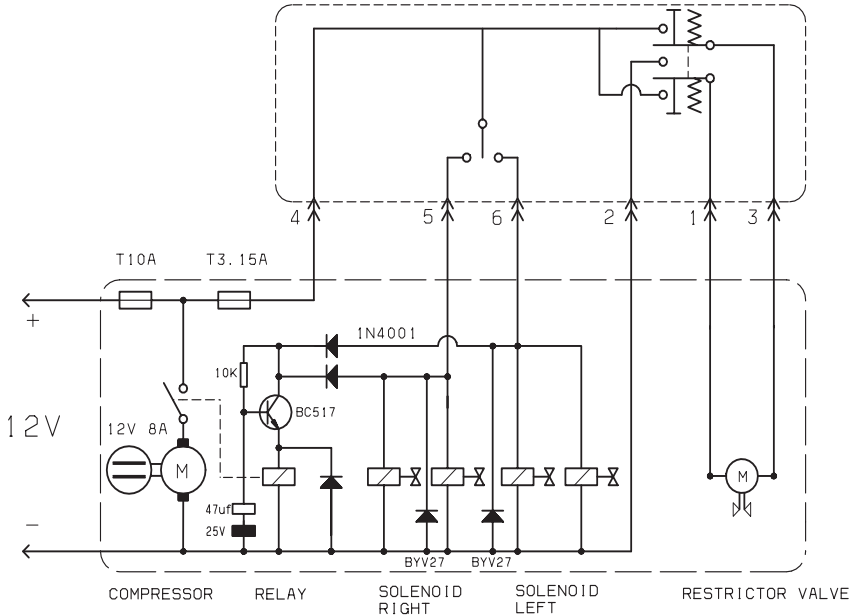 4 5 6 2 1 3
T10A T3.15A
+
1N4001
10K
BC517
12V
12V 8A
M
M
47uf
25V
−
BYV27 BYV27
COMPRESSOR RELAY SOLENOID RIGHT SOLENOID LEFT RESTRICTOR VALVE